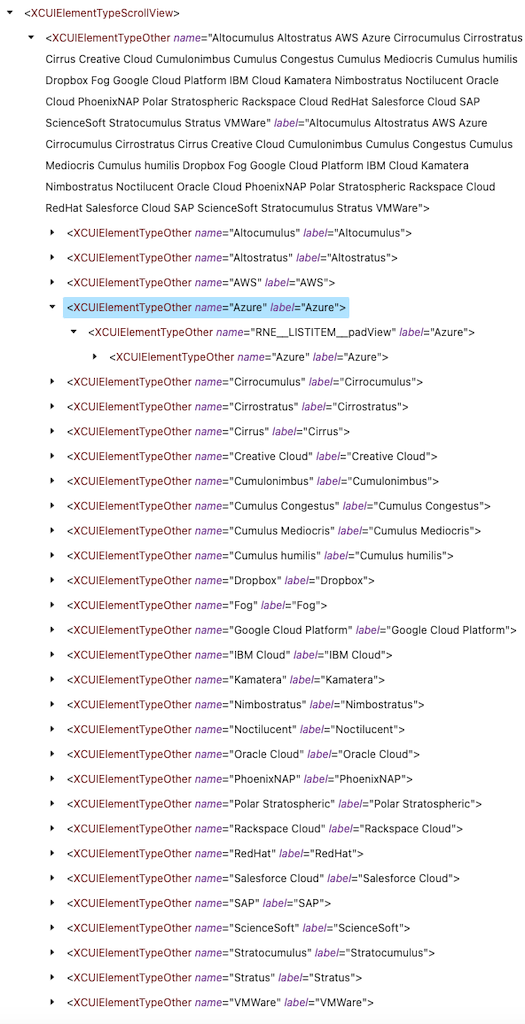 <XCUIElementTypeScrollView>
<XCUIElementTypeOther name="Altocumulus Altostratus AWS Azure Cirrocumulus Cirrostratus
Cirrus Creative Cloud Cumulonimbus Cumulus Congestus Cumulus Mediocris Cumulus humilis
Dropbox Fog Google Cloud Platform IBM Cloud Kamatera Nimbostratus Noctilucent Oracle
Cloud PhoenixNAP Polar Stratospheric Rackspace Cloud RedHat Salesforce Cloud SAP
ScienceSoft Stratocumulus Stratus VMWare" label="Altocumulus Altostratus AWS Azure
Cirrocumulus Cirrostratus Cirrus Creative Cloud Cumulonimbus Cumulus Congestus Cumulus
Mediocris Cumulus humilis Dropbox Fog Google Cloud Platform IBM Cloud Kamatera
Nimbostratus Noctilucent Oracle Cloud PhoenixNAP Polar Stratospheric Rackspace Cloud
RedHat Salesforce Cloud SAP ScienceSoft Stratocumulus Stratus VMWare">
<XCUIElementTypeOther name="Altocumulus" label="Altocumulus">
<XCUIElementTypeOther name="Altostratus" label="Altostratus">
<XCUIElementTypeOther name="AWS" label="AWS">
<XCUIElementTypeOther name="Azure" label="Azure">
<XCUIElementTypeOther name="RNE__LISTITEM__padView" label="Azure">
<XCUIElementTypeOther name="Azure" label="Azure">
<XCUIElementTypeOther name="Cirrocumulus" label="Cirrocumulus">
<XCUIElementTypeOther name="Cirrostratus" label="Cirrostratus">
<XCUIElementTypeOther name="Cirrus" label="Cirrus">
<XCUIElementTypeOther name="Creative Cloud" label="Creative Cloud">
<XCUIElementTypeOther name="Cumulonimbus" label="Cumulonimbus">
<XCUIElementTypeOther name="Cumulus Congestus" label="Cumulus Congestus">
<XCUIElementTypeOther name="Cumulus Mediocris" label="Cumulus Mediocris">
<XCUIElementTypeOther name="Cumulus humilis" label="Cumulus humilis">
<XCUIElementTypeOther name="Dropbox" label="Dropbox">
<XCUIElementTypeOther name="Fog" label="Fog">
<XCUIElementTypeOther name="Google Cloud Platform" label="Google Cloud Platform">
<XCUIElementTypeOther name="IBM Cloud" label="IBM Cloud">
<XCUIElementTypeOther name="Kamatera" label="Kamatera">
<XCUIElementTypeOther name="Nimbostratus" label="Nimbostratus">
<XCUIElementTypeOther name="Noctilucent" label="Noctilucent">
<XCUIElementTypeOther name="Oracle Cloud" label="Oracle Cloud">
<XCUIElementTypeOther name="PhoenixNAP" label="PhoenixNAP">
<XCUIElementTypeOther name="Polar Stratospheric" label="Polar Stratospheric">
<XCUIElementTypeOther name="Rackspace Cloud" label="Rackspace Cloud">
<XCUIElementTypeOther name="RedHat" label="RedHat">
<XCUIElementTypeOther name="Salesforce Cloud" label="Salesforce Cloud">
<XCUIElementTypeOther name="SAP" label="SAP">
<XCUIElementTypeOther name="ScienceSoft" label="ScienceSoft">
<XCUIElementTypeOther name="Stratocumulus" label="Stratocumulus">
<XCUIElementTypeOther name="Stratus" label="Stratus">
<XCUIElementTypeOther name="VMWare" label="VMWare">